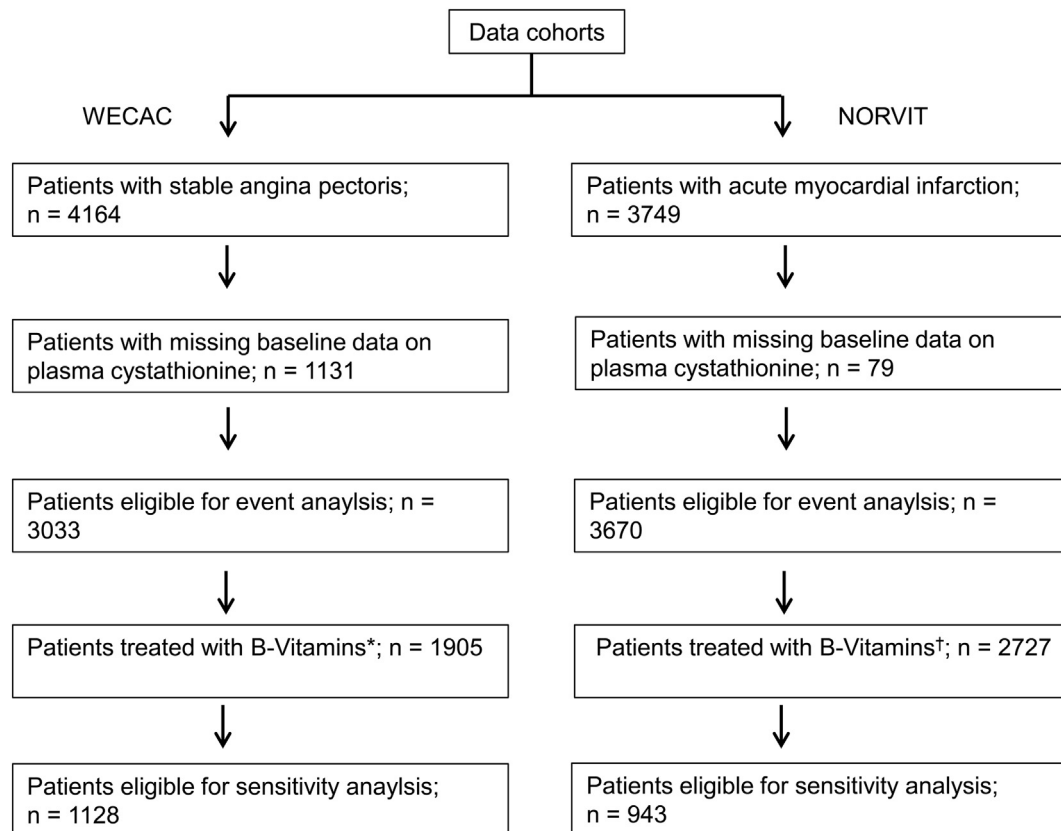 Data cohorts
WECAC
NORVIT
Patients with stable angina pectoris;
n = 4164
Patients with acute myocardial infarction;
n = 3749
Patients with missing baseline data on
plasma cystathionine; n = 1131
Patients with missing baseline data on
plasma cystathionine; n = 79
Patients eligible for event anaylsis; n =
3033
Patients eligible for event anaylsis; n =
3670
Patients treated with B-Vitamins*; n = 1905
Patients treated with B-Vitamins†; n = 2727
Patients eligible for sensitivity anaylsis;
n = 1128
Patients eligible for sensitivity analysis;
n = 943